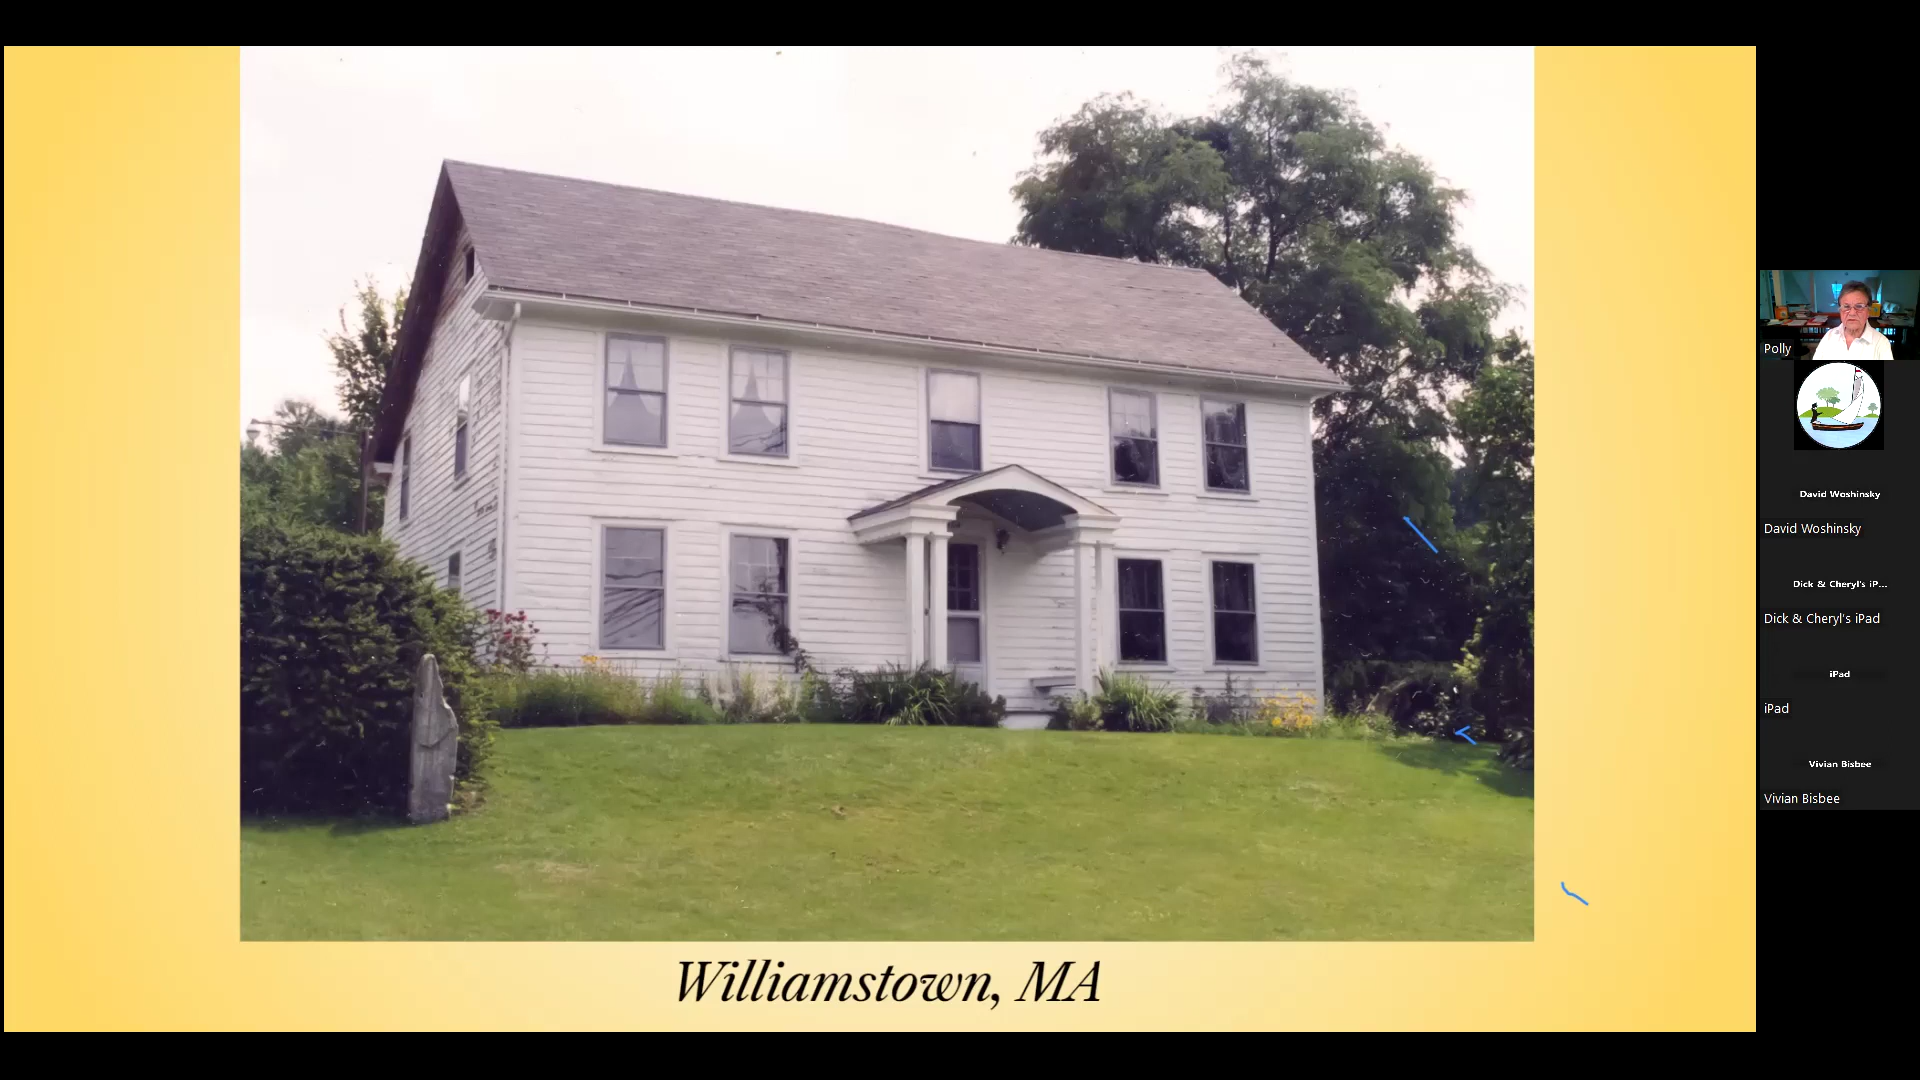 Williamstown, MA
Polly
David Woshinsky
David Woshinsky
Dick & Cheryl's iP...
Dick & Cheryl's iPad
iPad
iPad
Vivian Bisbee
Vivian Bisbee